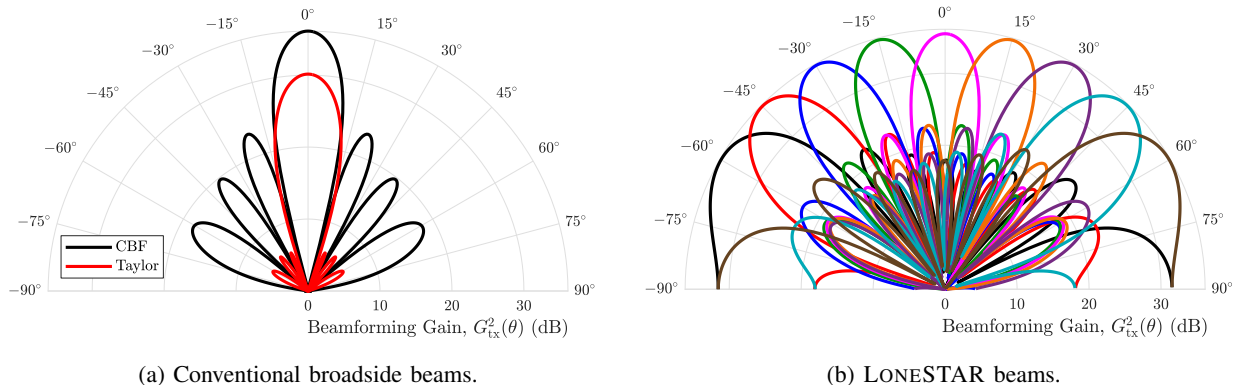 0°
−15° 15°
−30° 30°
−45° 45°
−60° 60°
−75° 75°
−90° 90°
CBF
Taylor
0 10 20 30
Beamforming Gain, G²ₜₓ(θ) (dB)
(a) Conventional broadside beams.
0°
−15° 15°
−30° 30°
−45° 45°
−60° 60°
−75° 75°
−90° 90°
0 10 20 30
Beamforming Gain, G²ₜₓ(θ) (dB)
(b) LONESTAR beams.